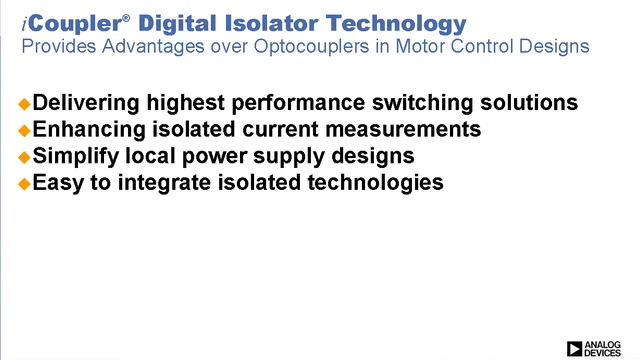 iCoupler® Digital Isolator Technology
Provides Advantages over Optocouplers in Motor Control Designs
◆Delivering highest performance switching solutions
◆Enhancing isolated current measurements
◆Simplify local power supply designs
◆Easy to integrate isolated technologies
ANALOG
DEVICES